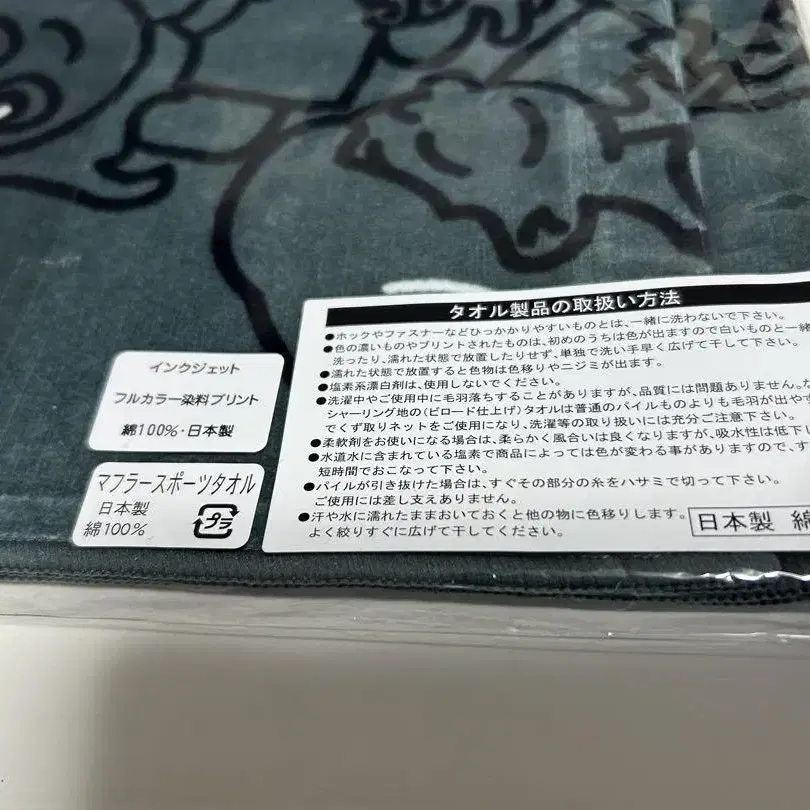 タオル製品の取扱い方法
●ホックやファスナーなどひっかかりやすいものとは、一緒に洗わないで下さい。
●色の濃いものやプリントされたものは、初めのうちは色が出ますので白いものと一緒
洗ったり、濡れた状態で放置したりせず、単独で洗い手早く広げて干して下さい。
●濡れた状態で放置すると色物は色移りやニジミが出ます。
●塩素系漂白剤は、使用しないでください。
●洗濯中やご使用中に毛羽落ちすることがありますが、品質には問題ありません。な
シャーリング地の(ビロード仕上げ)タオルは普通のパイルものよりも毛羽が出やす
でくず取りネットをご使用になり、洗濯等の取り扱いには充分ご注意下さい。
●柔軟剤をお使いになる場合は、柔らかく風合いは良くなりますが、吸水性は低下し
●水道水に含まれている塩素で商品によっては色が変わる事がありますので、す
短時間でおこなって下さい。
●パイルが引き抜けた場合は、すぐその部分の糸をハサミで切って下さい。
ご使用には差し支えありません。
●汗や水に濡れたままおいておくと他の物に色移りします。
よく絞りすぐに広げて干してください。
日本製 綿
インクジェット
フルカラー染料プリント
綿100%・日本製
マフラースポーツタオル
日本製
綿100%
プラ